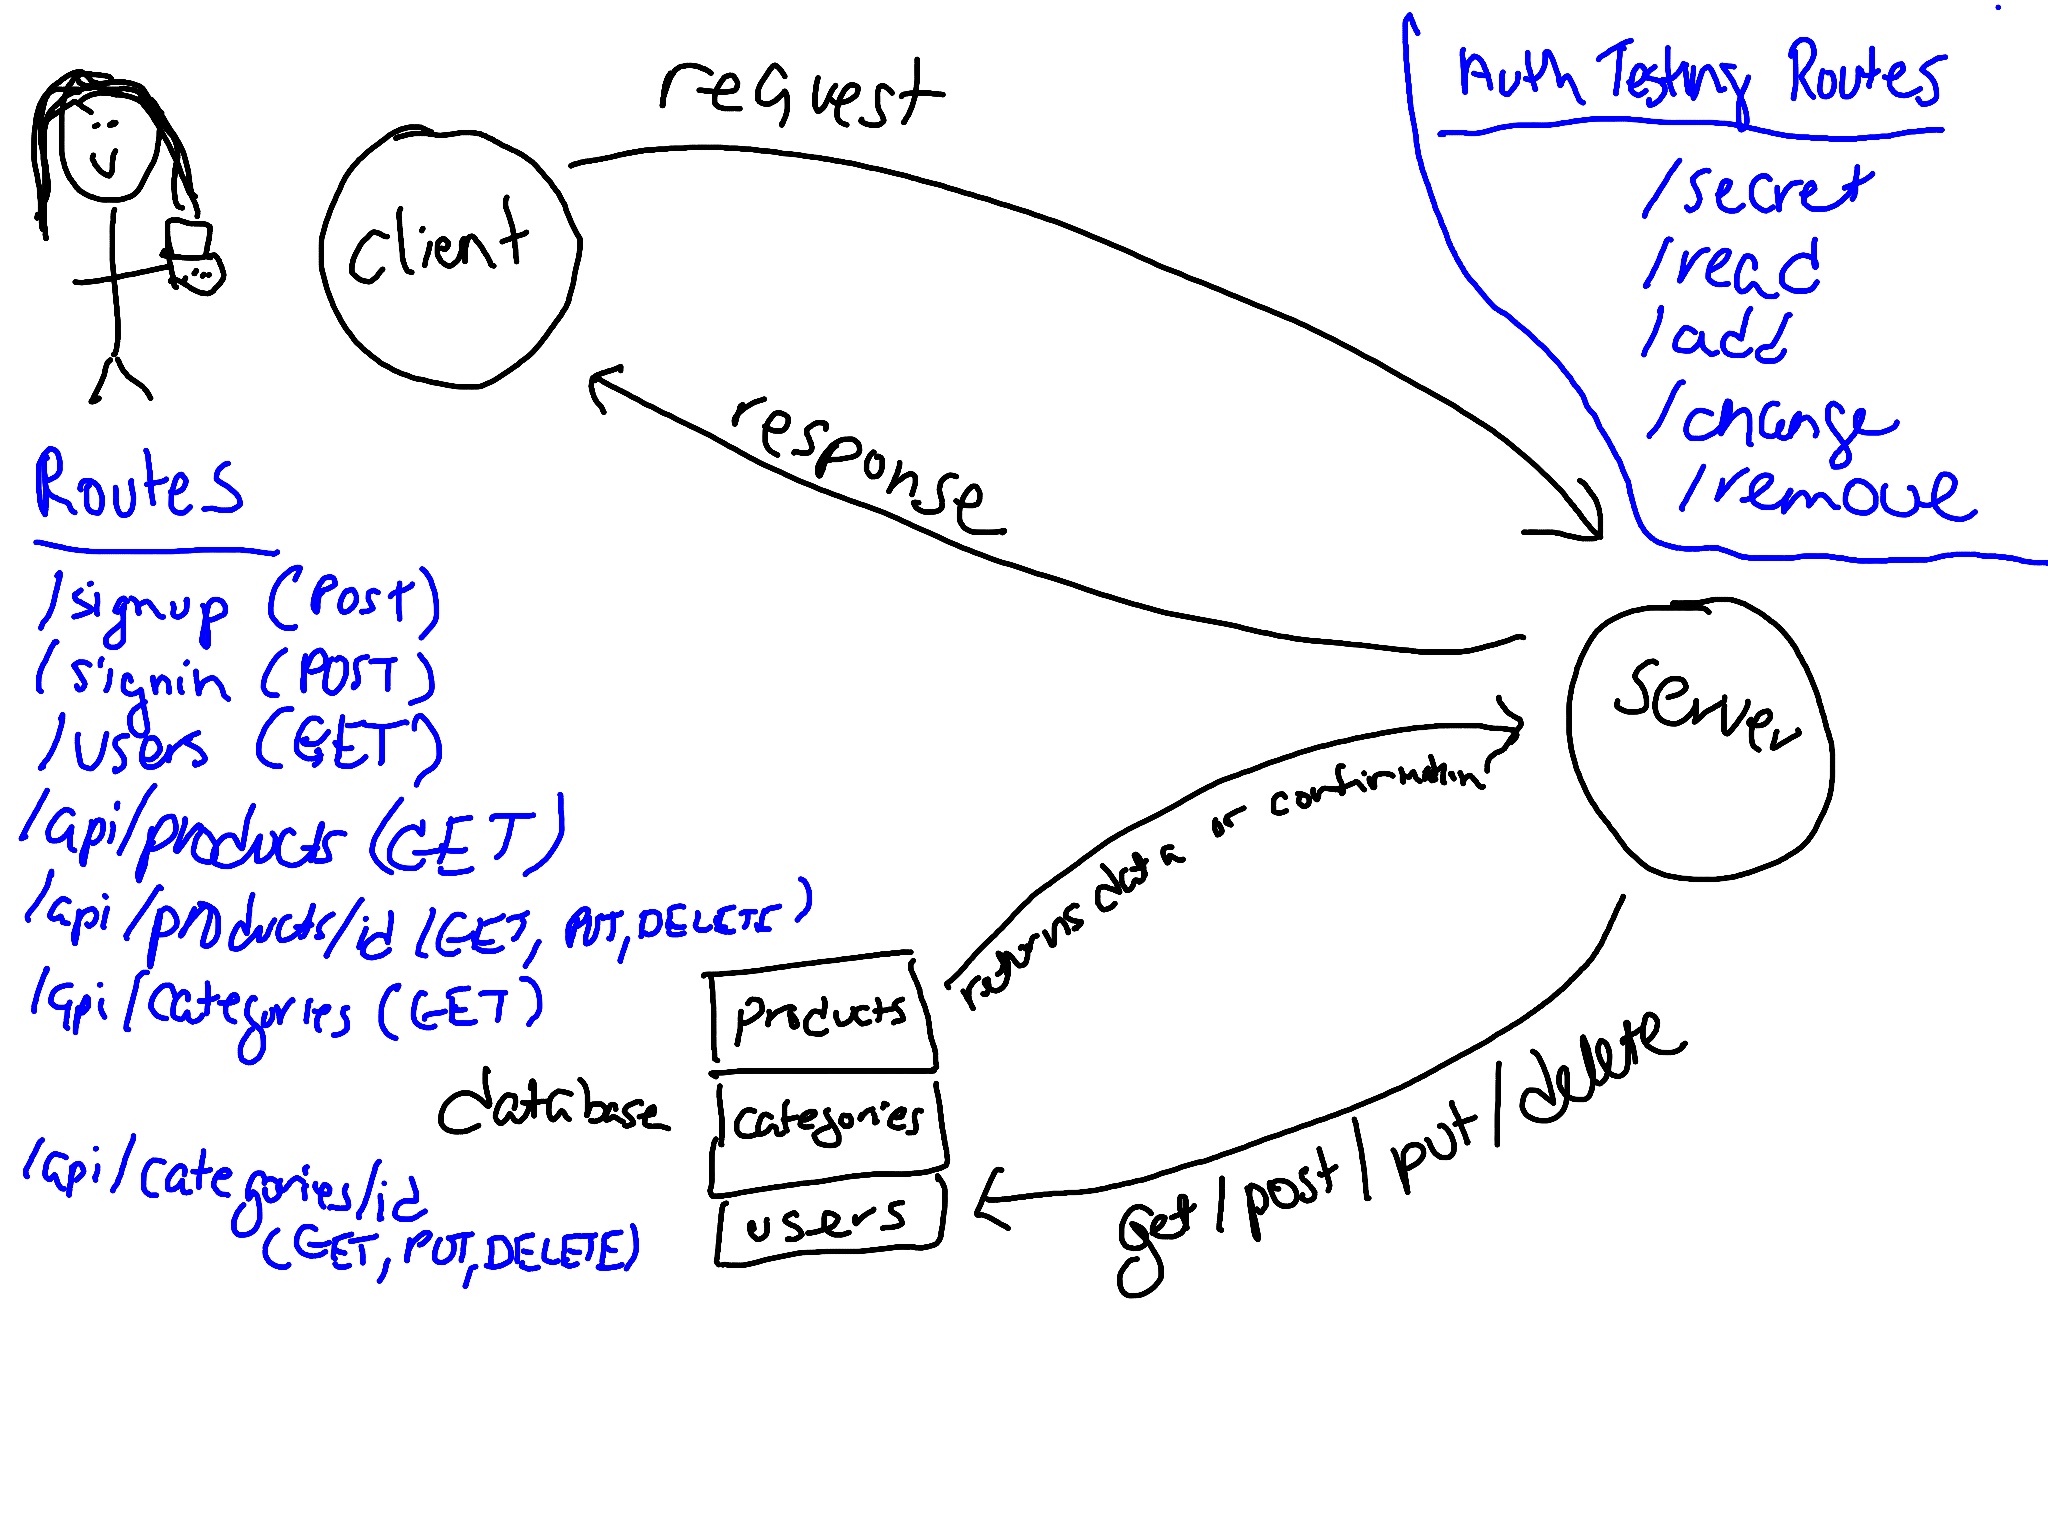 request
client
response
Auth Testing Routes
/secret
/read
/add
/change
/remove
Routes
/signup (Post)
/signin (POST)
/users (GET)
/api/products (GET)
/api/products/id (GET, PUT, DELETE)
/api/categories (GET)
/api/categories/id
(GET, PUT, DELETE)
server
returns data or confirmation
get/post/put/delete
database
products
categories
users